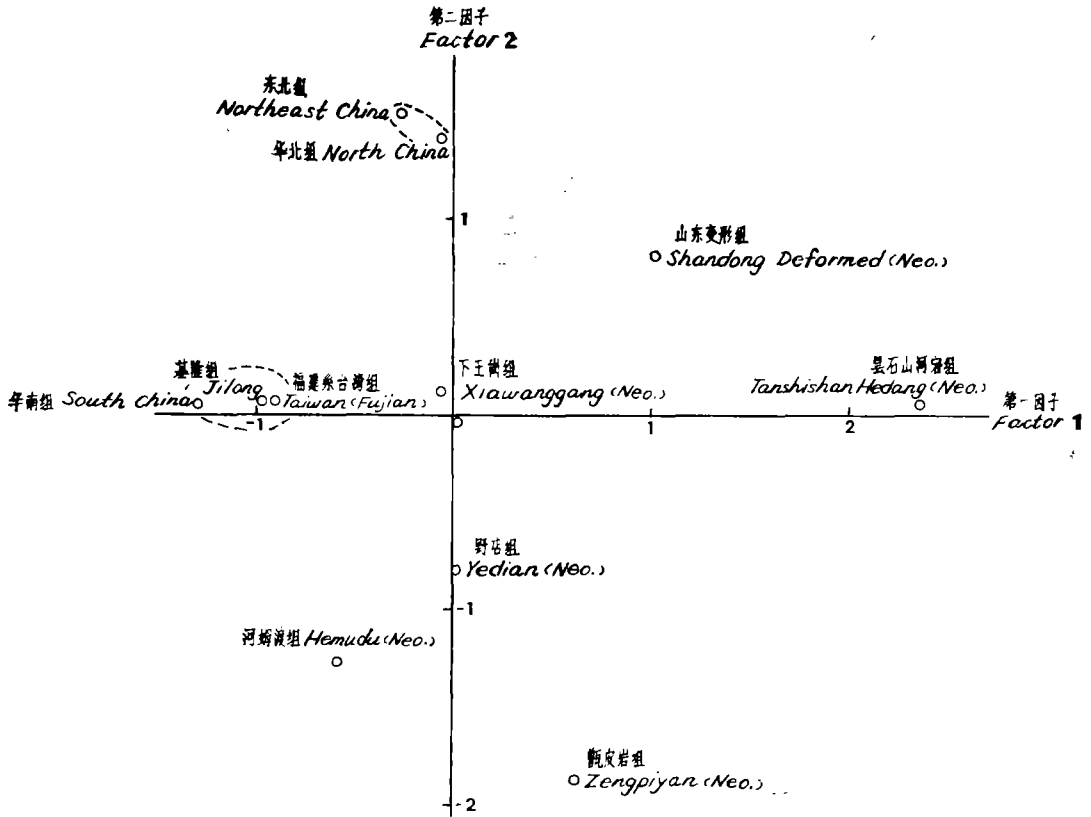 第二因子
Factor 2
东北组
Northeast China
华北组 North China
1
山东变形组
Shandong Deformed (Neo.)
基隆组
Jilong
福建系台湾组
Taiwan (Fujian)
华南组 South China
下王岗组
Xiawanggang (Neo.)
昙石山河宕组
Tanshishan Hedang (Neo.)
第一因子
Factor 1
-1
0
1
2
野店组
Yedian (Neo.)
-1
河姆渡组 Hemudu (Neo.)
甑皮岩组
Zengpiyan (Neo.)
-2